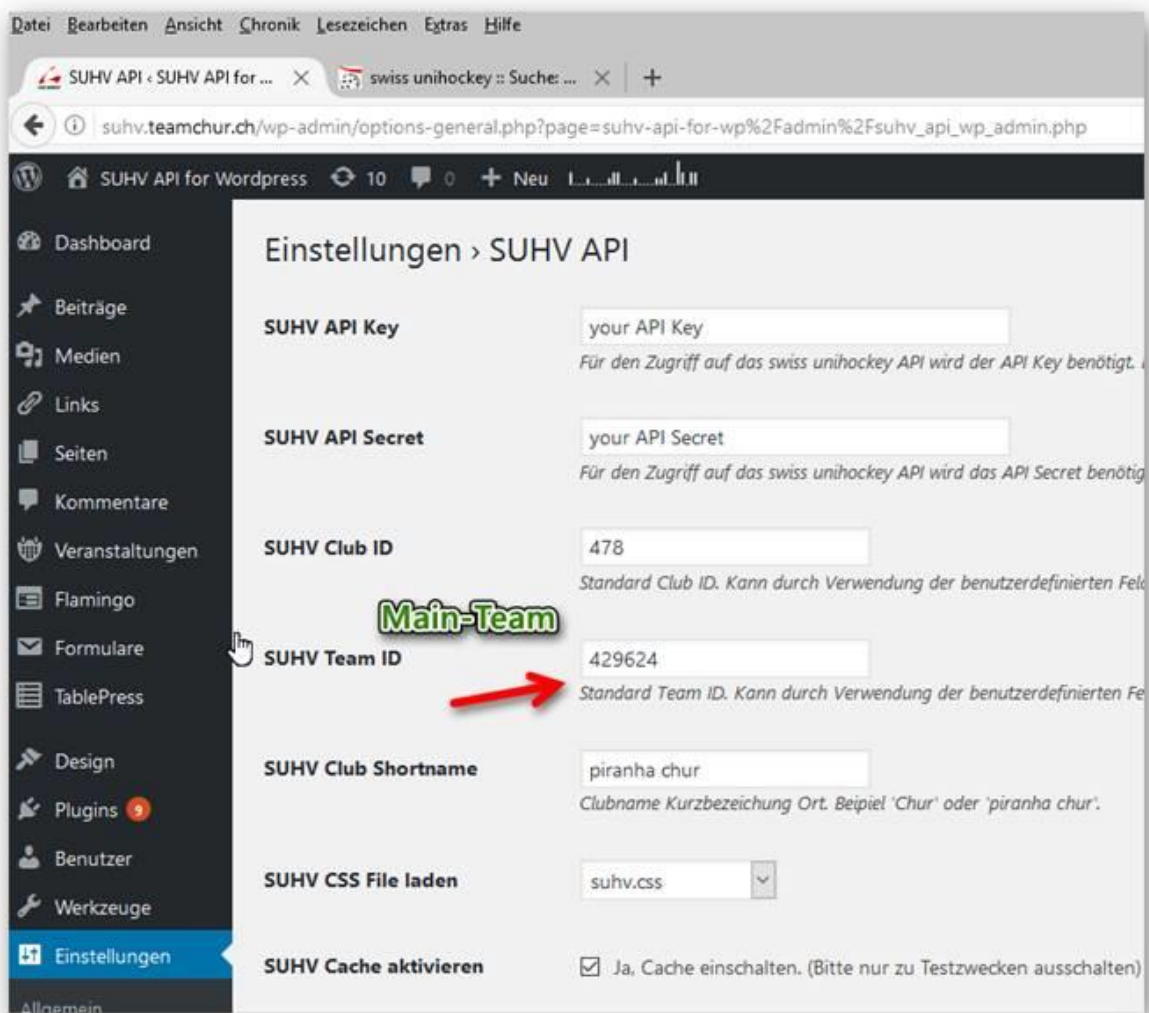 Datei Bearbeiten Ansicht Chronik Lesezeichen Extras Hilfe
SUHV API ‹ SUHV API for ...
swiss unihockey :: Suche: ...
suhv.teamchur.ch/wp-admin/options-general.php?page=suhv-api-for-wp%2Fadmin%2Fsuhv_api_wp_admin.php
SUHV API for Wordpress 10 0 + Neu
Dashboard
Beiträge
Medien
Links
Seiten
Kommentare
Veranstaltungen
Flamingo
Formulare
TablePress
Design
Plugins 9
Benutzer
Werkzeuge
Einstellungen
Allgemein
Einstellungen › SUHV API
SUHV API Key
your API Key
Für den Zugriff auf das swiss unihockey API wird der API Key benötigt.
SUHV API Secret
your API Secret
Für den Zugriff auf das swiss unihockey API wird das API Secret benötig
SUHV Club ID
478
Standard Club ID. Kann durch Verwendung der benutzerdefinierten Feld
Main-Team
SUHV Team ID
429624
Standard Team ID. Kann durch Verwendung der benutzerdefinierten Fe
SUHV Club Shortname
piranha chur
Clubname Kurzbezeichung Ort. Beipiel 'Chur' oder 'piranha chur'.
SUHV CSS File laden
suhv.css
SUHV Cache aktivieren
Ja, Cache einschalten. (Bitte nur zu Testzwecken ausschalten)